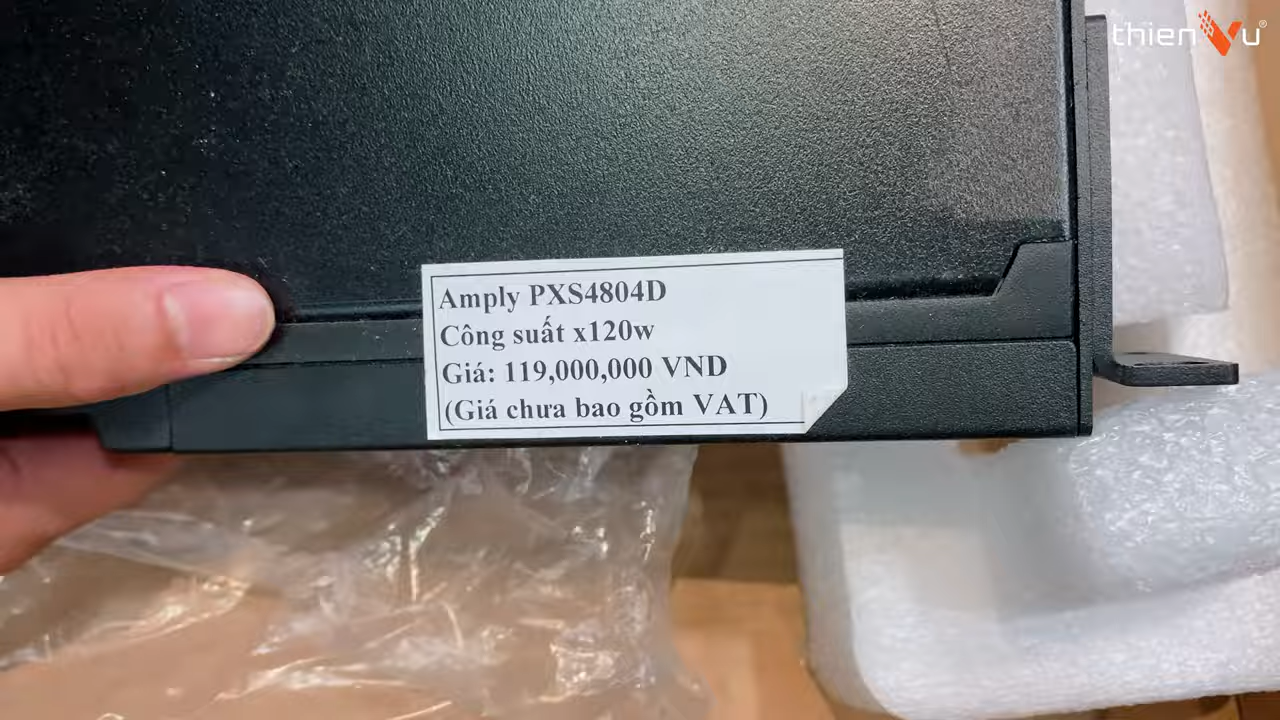 thienVu®
Amply PXS4804D
Công suất x120w
Giá: 119,000,000 VND
(Giá chưa bao gồm VAT)